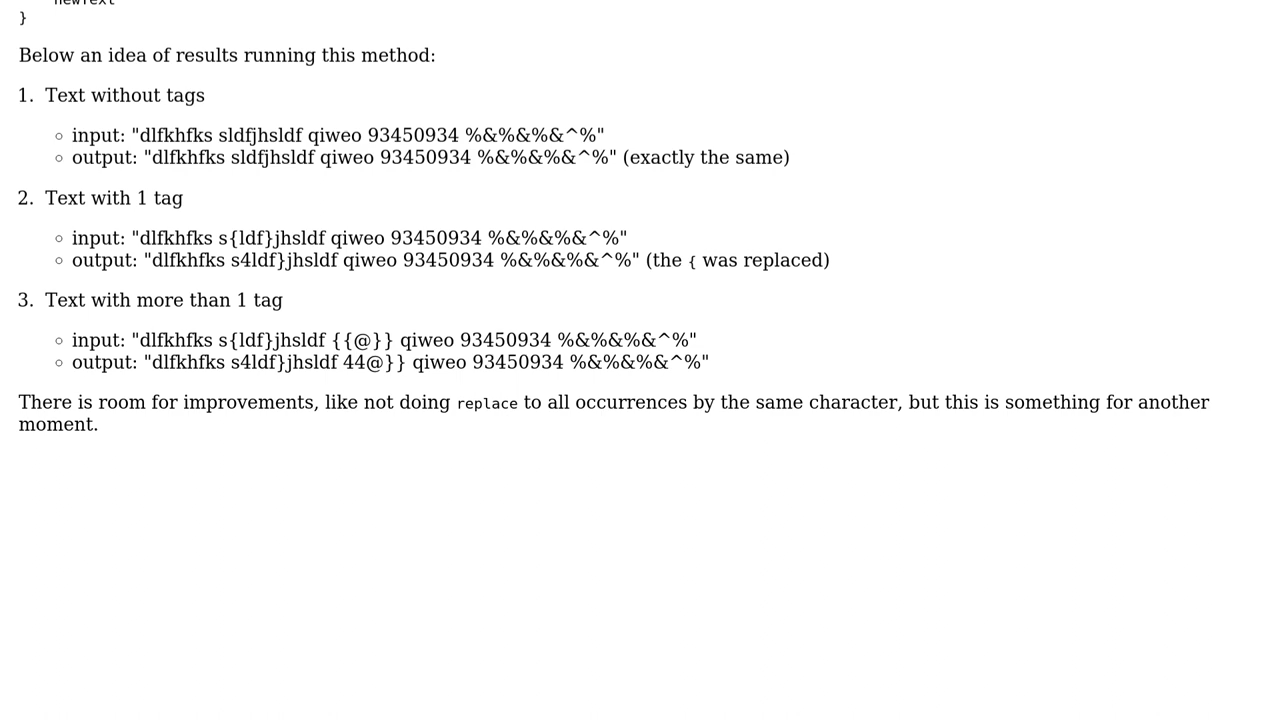 newText
}
Below an idea of results running this method:
1. Text without tags
◦ input: "dlfkhfks sldfjhsldf qiweo 93450934 %&%&%&^%"
◦ output: "dlfkhfks sldfjhsldf qiweo 93450934 %&%&%&^%" (exactly the same)
2. Text with 1 tag
◦ input: "dlfkhfks s{ldf}jhsldf qiweo 93450934 %&%&%&^%"
◦ output: "dlfkhfks s4ldf}jhsldf qiweo 93450934 %&%&%&^%" (the { was replaced)
3. Text with more than 1 tag
◦ input: "dlfkhfks s{ldf}jhsldf {{@}} qiweo 93450934 %&%&%&^%"
◦ output: "dlfkhfks s4ldf}jhsldf 44@}} qiweo 93450934 %&%&%&^%"
There is room for improvements, like not doing replace to all occurrences by the same character, but this is something for another
moment.